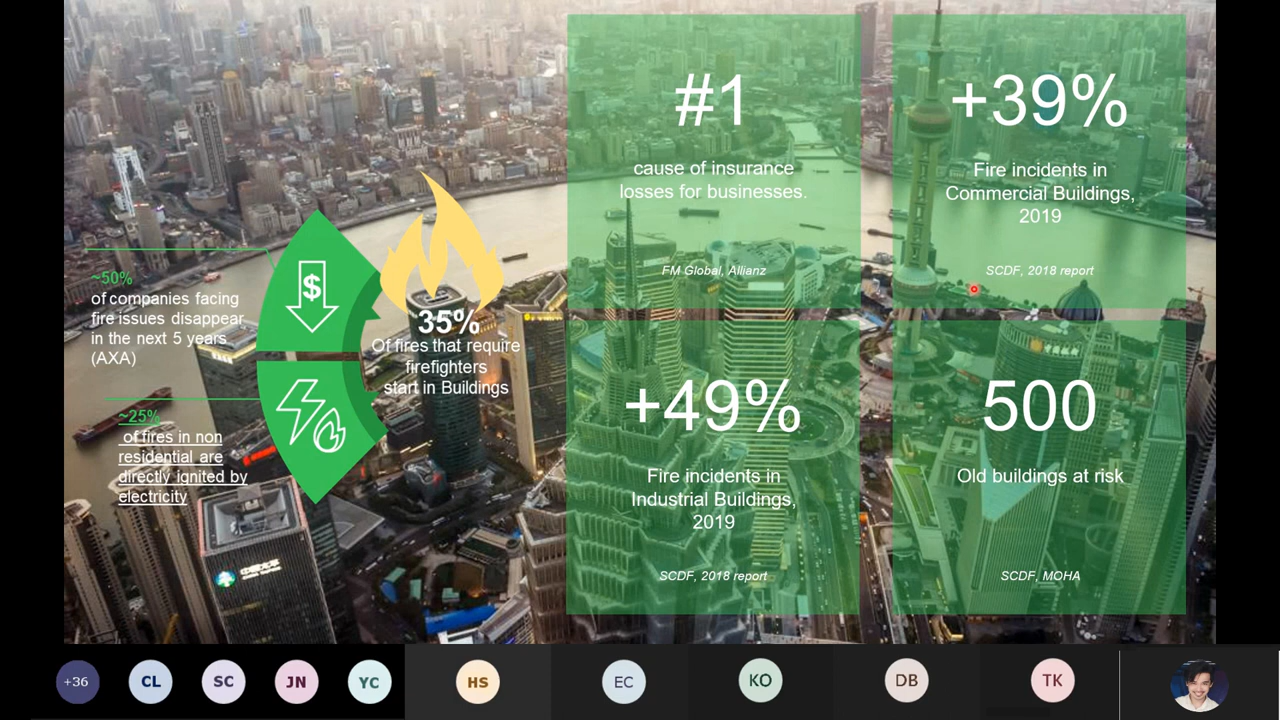 ~50%
of companies facing
fire issues disappear
in the next 5 years
(AXA)
~25%
of fires in non
residential are
directly ignited by
electricity
$
35%
Of fires that require
firefighters
start in Buildings
#1
cause of insurance
losses for businesses.
FM Global, Allianz
+39%
Fire incidents in
Commercial Buildings,
2019
SCDF, 2018 report
+49%
Fire incidents in
Industrial Buildings,
2019
SCDF, 2018 report
500
Old buildings at risk
SCDF, MOHA
+36
CL
SC
JN
YC
HS
EC
KO
DB
TK